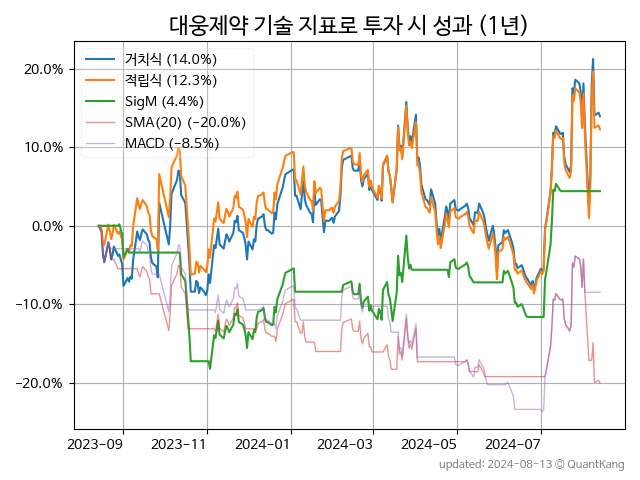 대웅제약 기술 지표로 투자 시 성과 (1년)
거치식 (14.0%)
적립식 (12.3%)
SigM (4.4%)
SMA(20) (−20.0%)
MACD (−8.5%)
20.0%
10.0%
0.0%
−10.0%
−20.0%
2023-09 2023-11 2024-01 2024-03 2024-05 2024-07
updated: 2024-08-13 © QuantKang